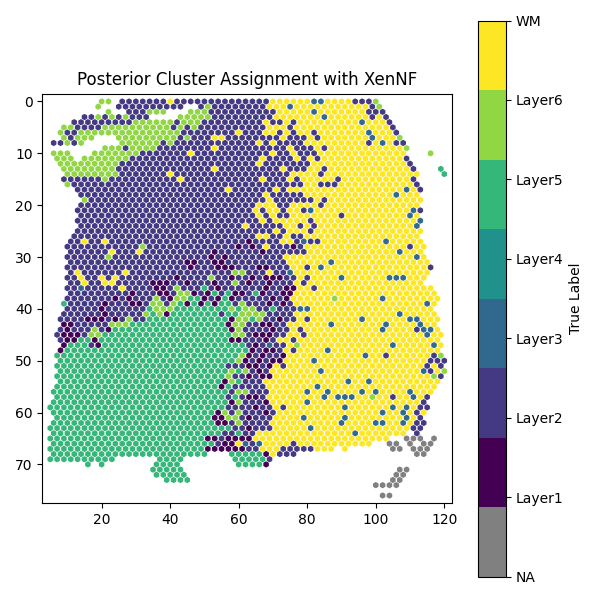 Posterior Cluster Assignment with XenNF
0
10
20
30
40
50
60
70
20
40
60
80
100
120
WM
Layer6
Layer5
Layer4
Layer3
Layer2
Layer1
NA
True Label